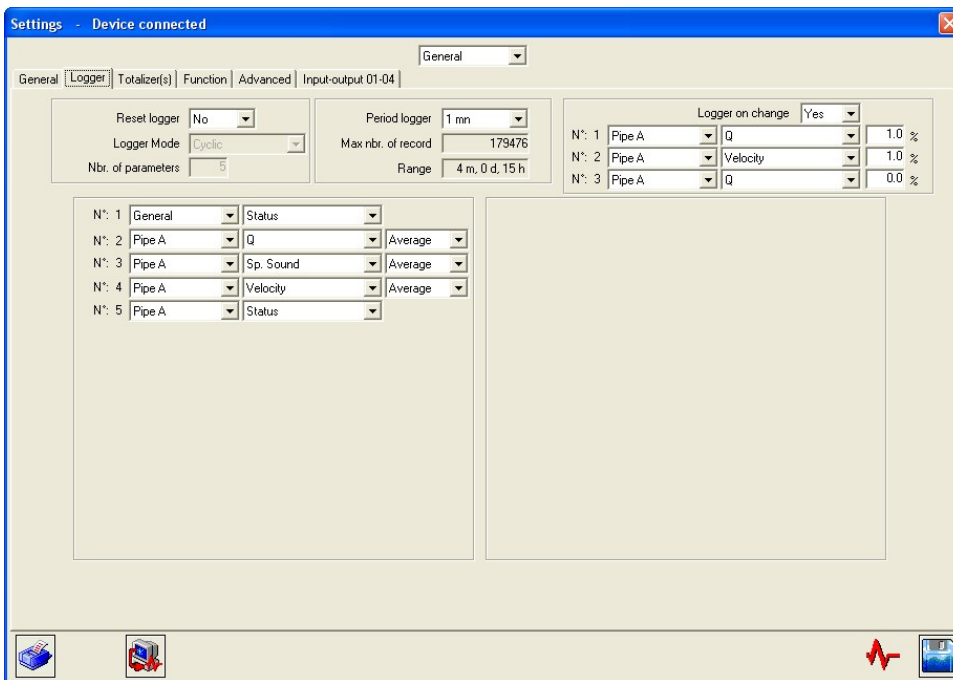 Settings - Device connected
General
General Logger Totalizer(s) Function Advanced Input-output 01-04
Reset logger No
Logger Mode Cyclic
Nbr. of parameters 5
Period logger 1 mn
Max nbr. of record 179476
Range 4 m, 0 d, 15 h
Logger on change Yes
N°: 1 Pipe A Q 1.0 %
N°: 2 Pipe A Velocity 1.0 %
N°: 3 Pipe A Q 0.0 %
N°: 1 General Status
N°: 2 Pipe A Q Average
N°: 3 Pipe A Sp. Sound Average
N°: 4 Pipe A Velocity Average
N°: 5 Pipe A Status